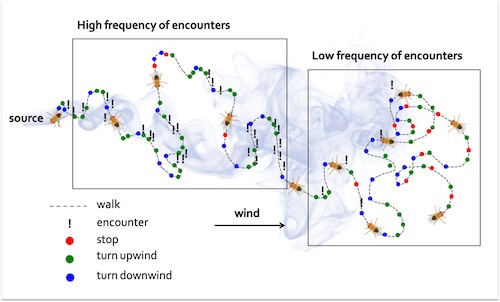 High frequency of encounters
Low frequency of encounters
source
walk
! encounter
stop
turn upwind
turn downwind
wind